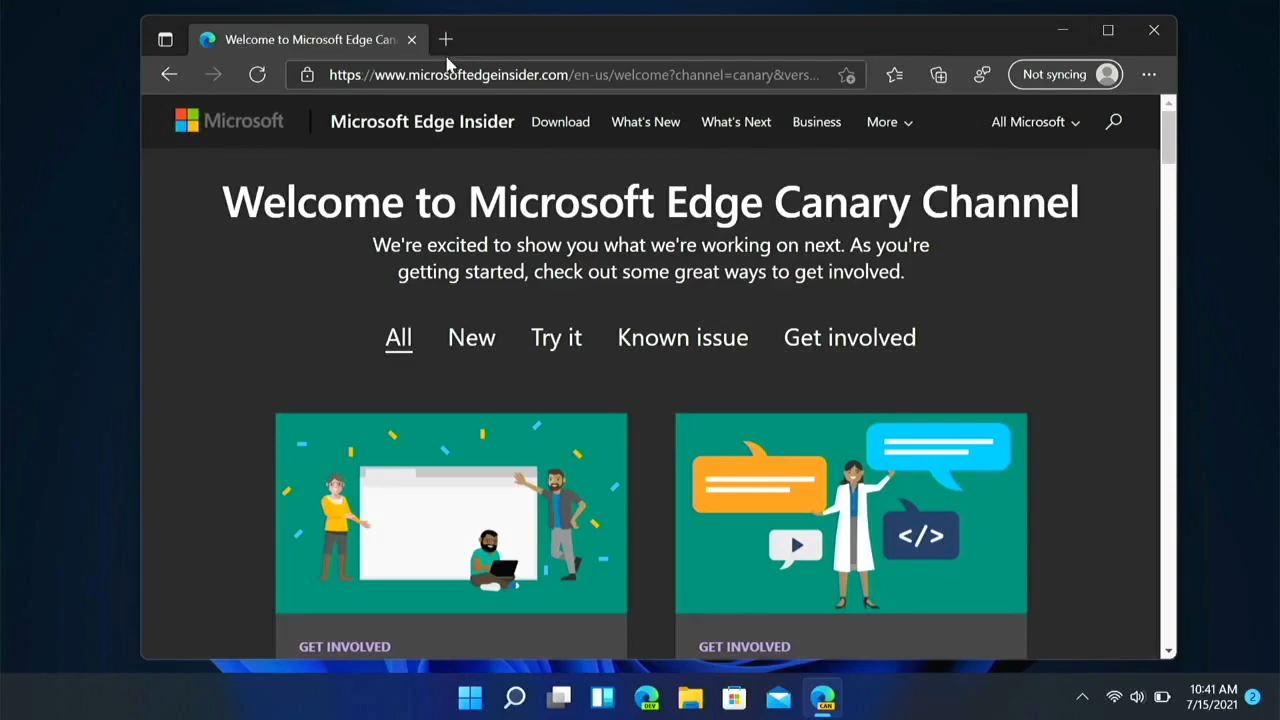 Welcome to Microsoft Edge Can
https://www.microsoftedgeinsider.com/en-us/welcome?channel=canary&vers...
Not syncing
Microsoft
Microsoft Edge Insider
Download
What's New
What's Next
Business
More
All Microsoft
Welcome to Microsoft Edge Canary Channel
We're excited to show you what we're working on next. As you're
getting started, check out some great ways to get involved.
All
New
Try it
Known issue
Get involved
</>
GET INVOLVED
GET INVOLVED
DEV
CAN
10:41 AM
7/15/2021
2